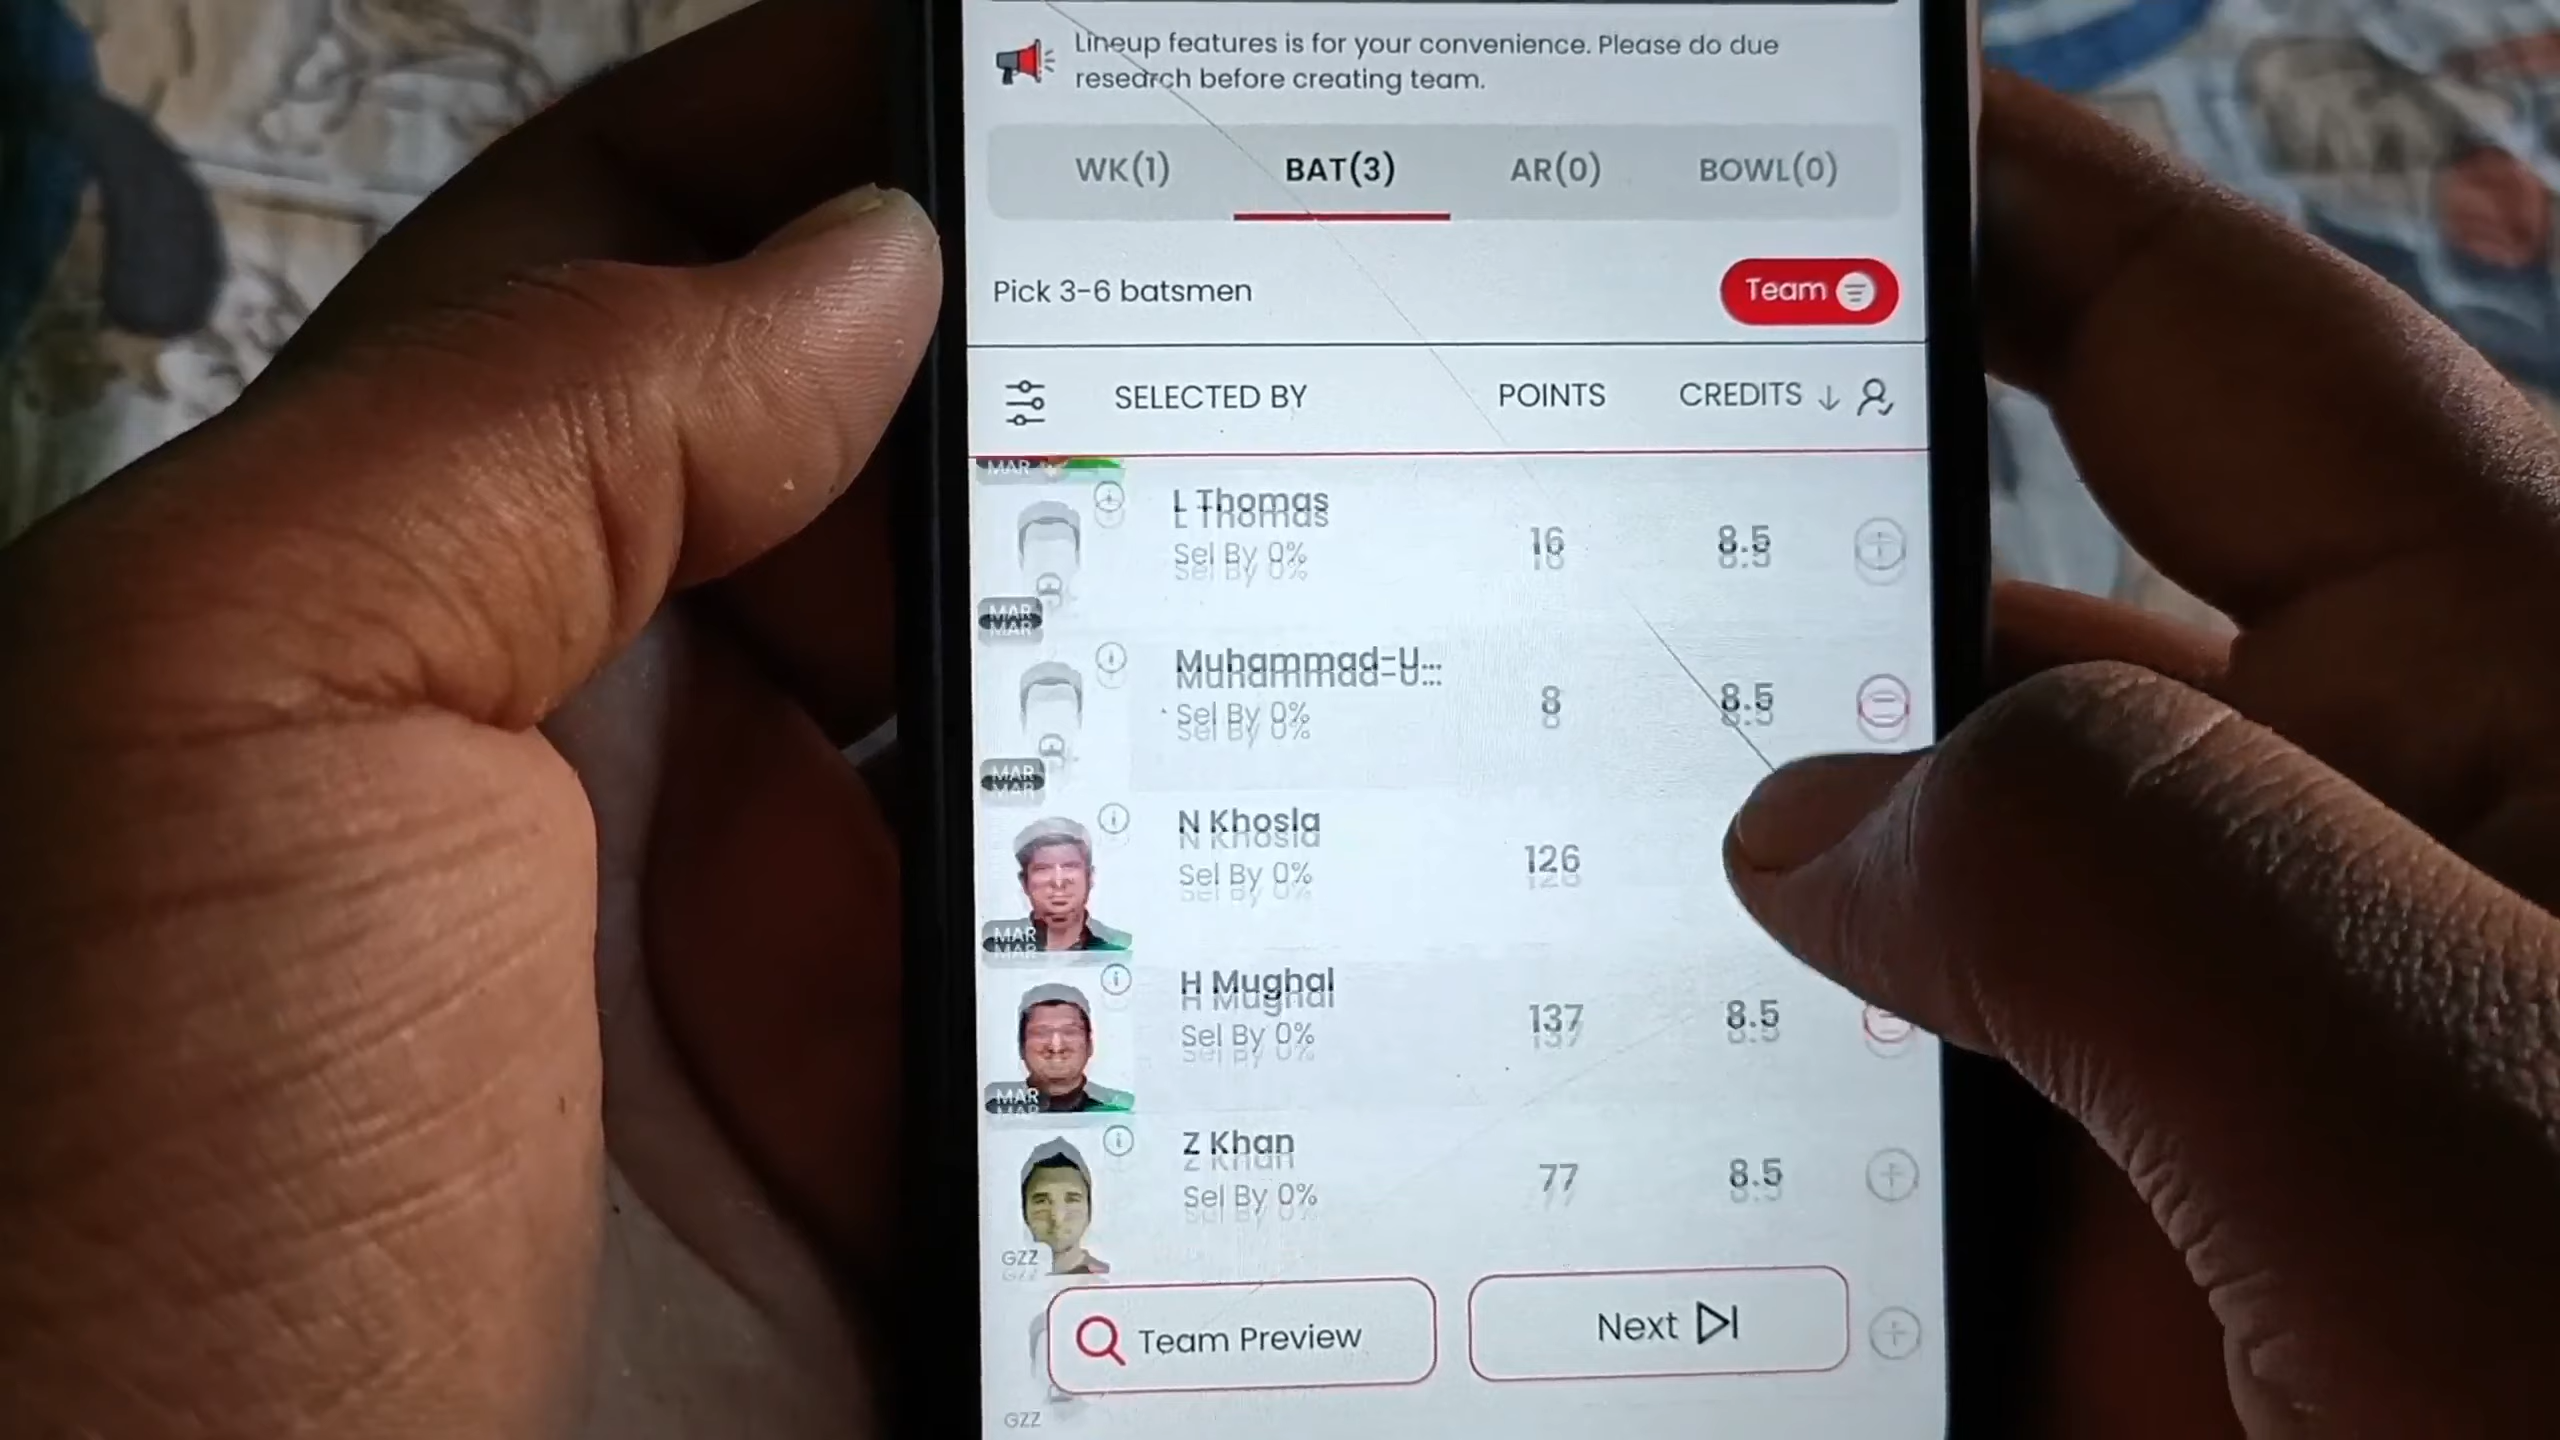 Lineup features is for your convenience. Please do due
research before creating team.
WK(1) BAT(3) AR(0) BOWL(0)
Pick 3-6 batsmen
Team
SELECTED BY POINTS CREDITS ↓
MAR
L Thomas
Sel By 0%
16 8.5
MAR
Muhammad-U...
Sel By 0%
8 8.5
MAR
N Khosla
Sel By 0%
126
MAR
H Mughal
Sel By 0%
137 8.5
MAR
Z Khan
Sel By 0%
77 8.5
GZZ
Team Preview
Next
GZZ